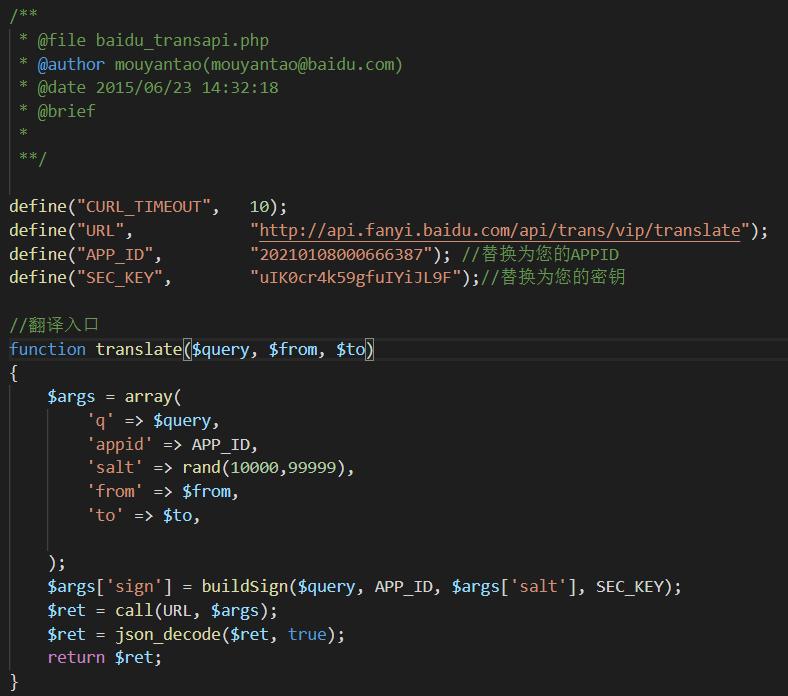 /**
 * @file baidu_transapi.php
 * @author mouyantao(mouyantao@baidu.com)
 * @date 2015/06/23 14:32:18
 * @brief
 *
 **/
define("CURL_TIMEOUT",   10);
define("URL",            "http://api.fanyi.baidu.com/api/trans/vip/translate");
define("APP_ID",         "20210108000666387"); //替换为您的APPID
define("SEC_KEY",        "uIK0cr4k59gfuIYiJL9F");//替换为您的密钥
//翻译入口
function translate($query, $from, $to)
{
    $args = array(
        'q' => $query,
        'appid' => APP_ID,
        'salt' => rand(10000,99999),
        'from' => $from,
        'to' => $to,
    );
    $args['sign'] = buildSign($query, APP_ID, $args['salt'], SEC_KEY);
    $ret = call(URL, $args);
    $ret = json_decode($ret, true);
    return $ret;
}